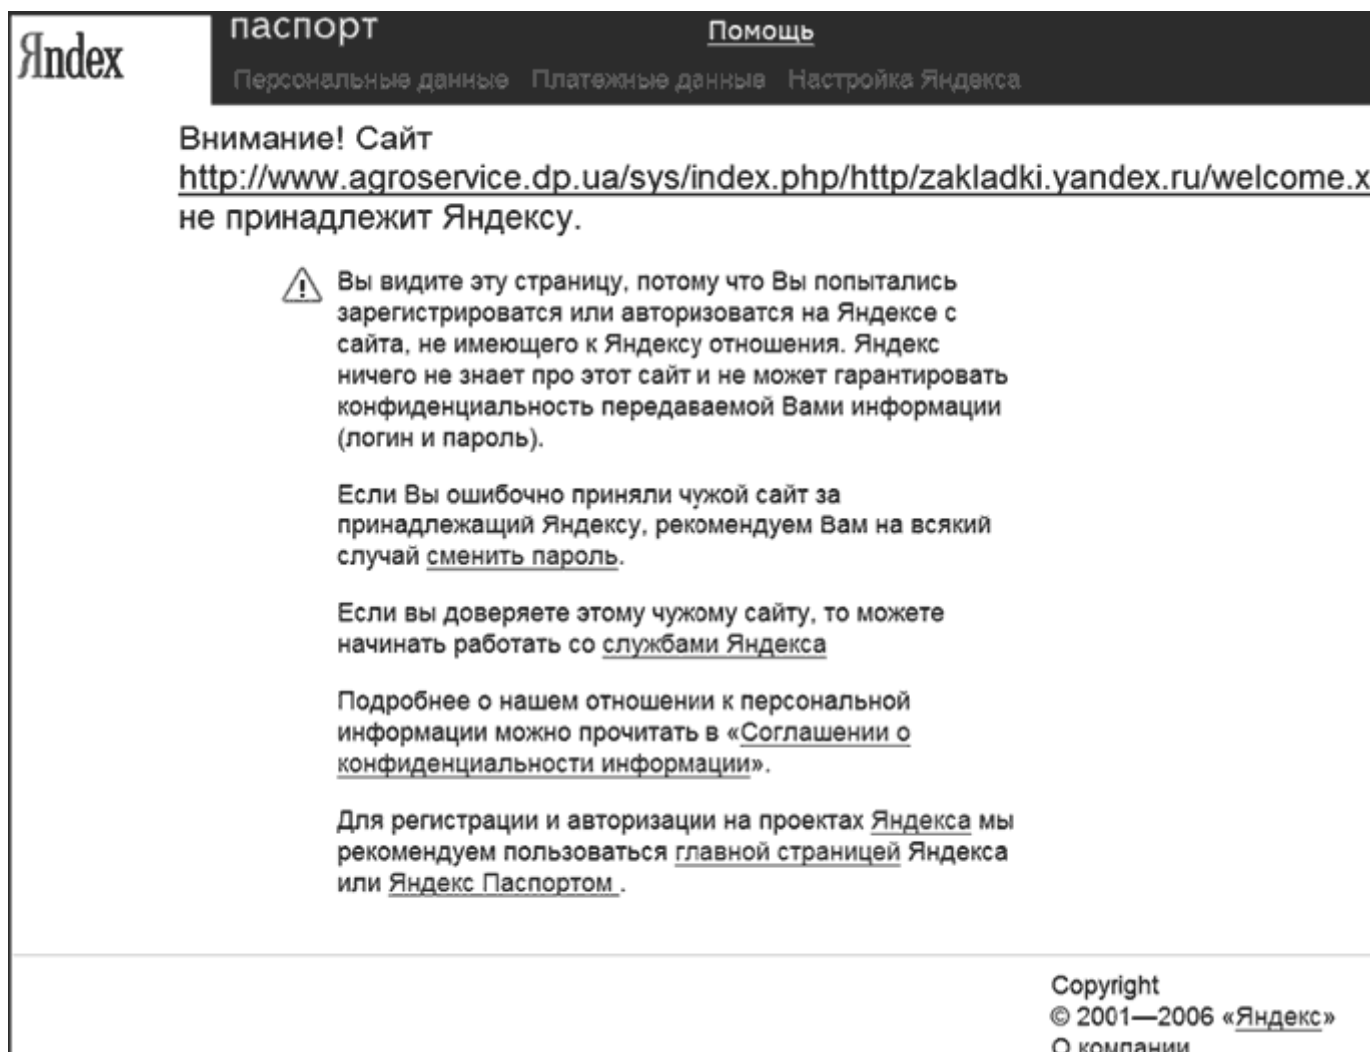 Яndex
паспорт
Помощь
Персональные данные Платежные данные Настройка Яндекса
Внимание! Сайт
http://www.agroservice.dp.ua/sys/index.php/http/zakladki.yandex.ru/welcome.x
не принадлежит Яндексу.
Вы видите эту страницу, потому что Вы попытались
зарегистрироватся или авторизоватся на Яндексе с
сайта, не имеющего к Яндексу отношения. Яндекс
ничего не знает про этот сайт и не может гарантировать
конфиденциальность передаваемой Вами информации
(логин и пароль).
Если Вы ошибочно приняли чужой сайт за
принадлежащий Яндексу, рекомендуем Вам на всякий
случай сменить пароль.
Если вы доверяете этому чужому сайту, то можете
начинать работать со службами Яндекса
Подробнее о нашем отношении к персональной
информации можно прочитать в «Соглашении о
конфиденциальности информации».
Для регистрации и авторизации на проектах Яндекса мы
рекомендуем пользоваться главной страницей Яндекса
или Яндекс Паспортом .
Copyright
© 2001—2006 «Яндекс»
О компании